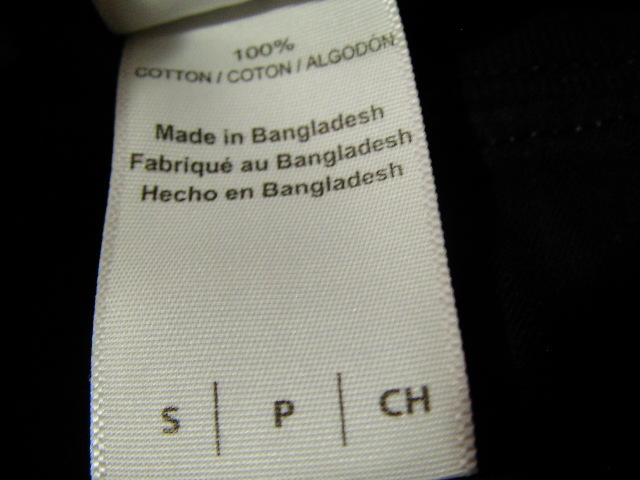 100%
COTTON / COTON / ALGODÓN
Made in Bangladesh
Fabriqué au Bangladesh
Hecho en Bangladesh
S | P | CH